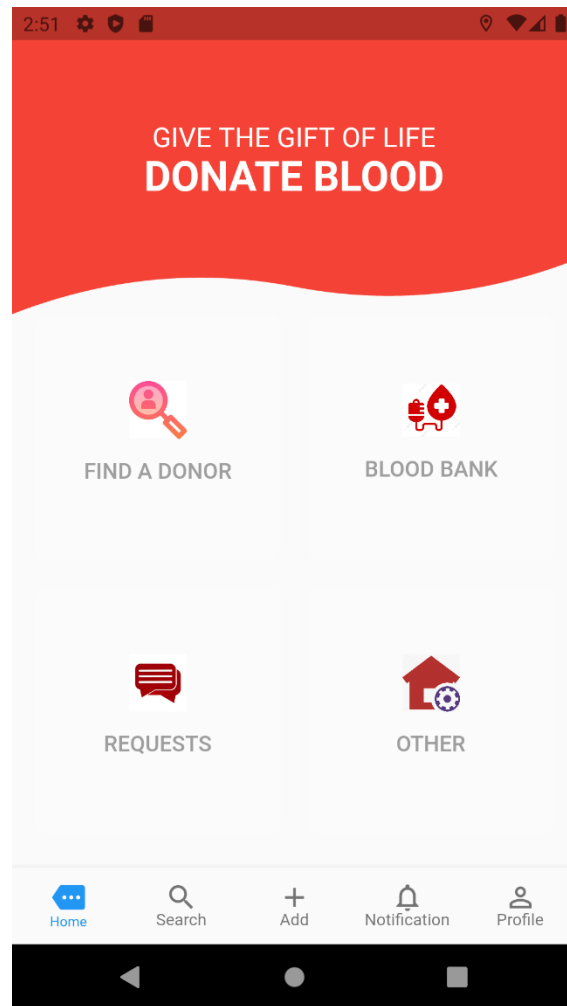 2:51
GIVE THE GIFT OF LIFE
DONATE BLOOD
FIND A DONOR
BLOOD BANK
REQUESTS
OTHER
Home
Search
Add
Notification
Profile